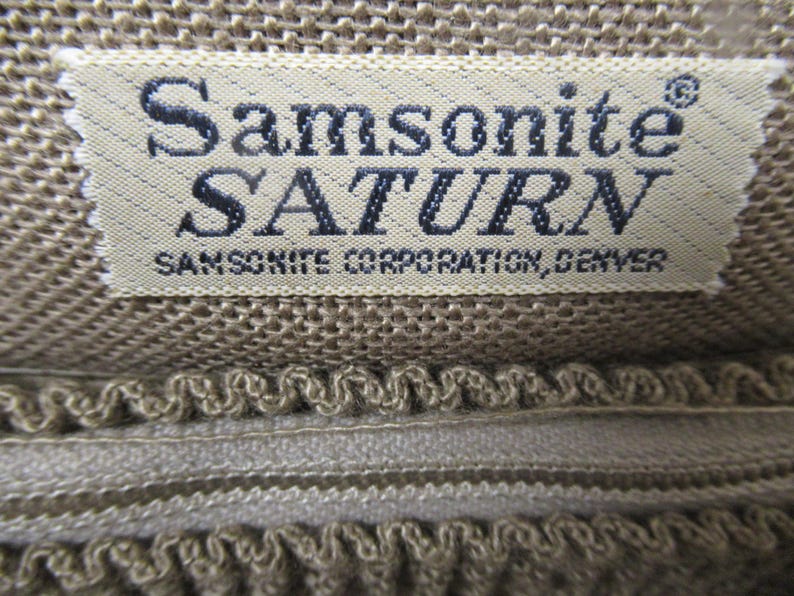 Samsonite®
SATURN
SAMSONITE CORPORATION, DENVER